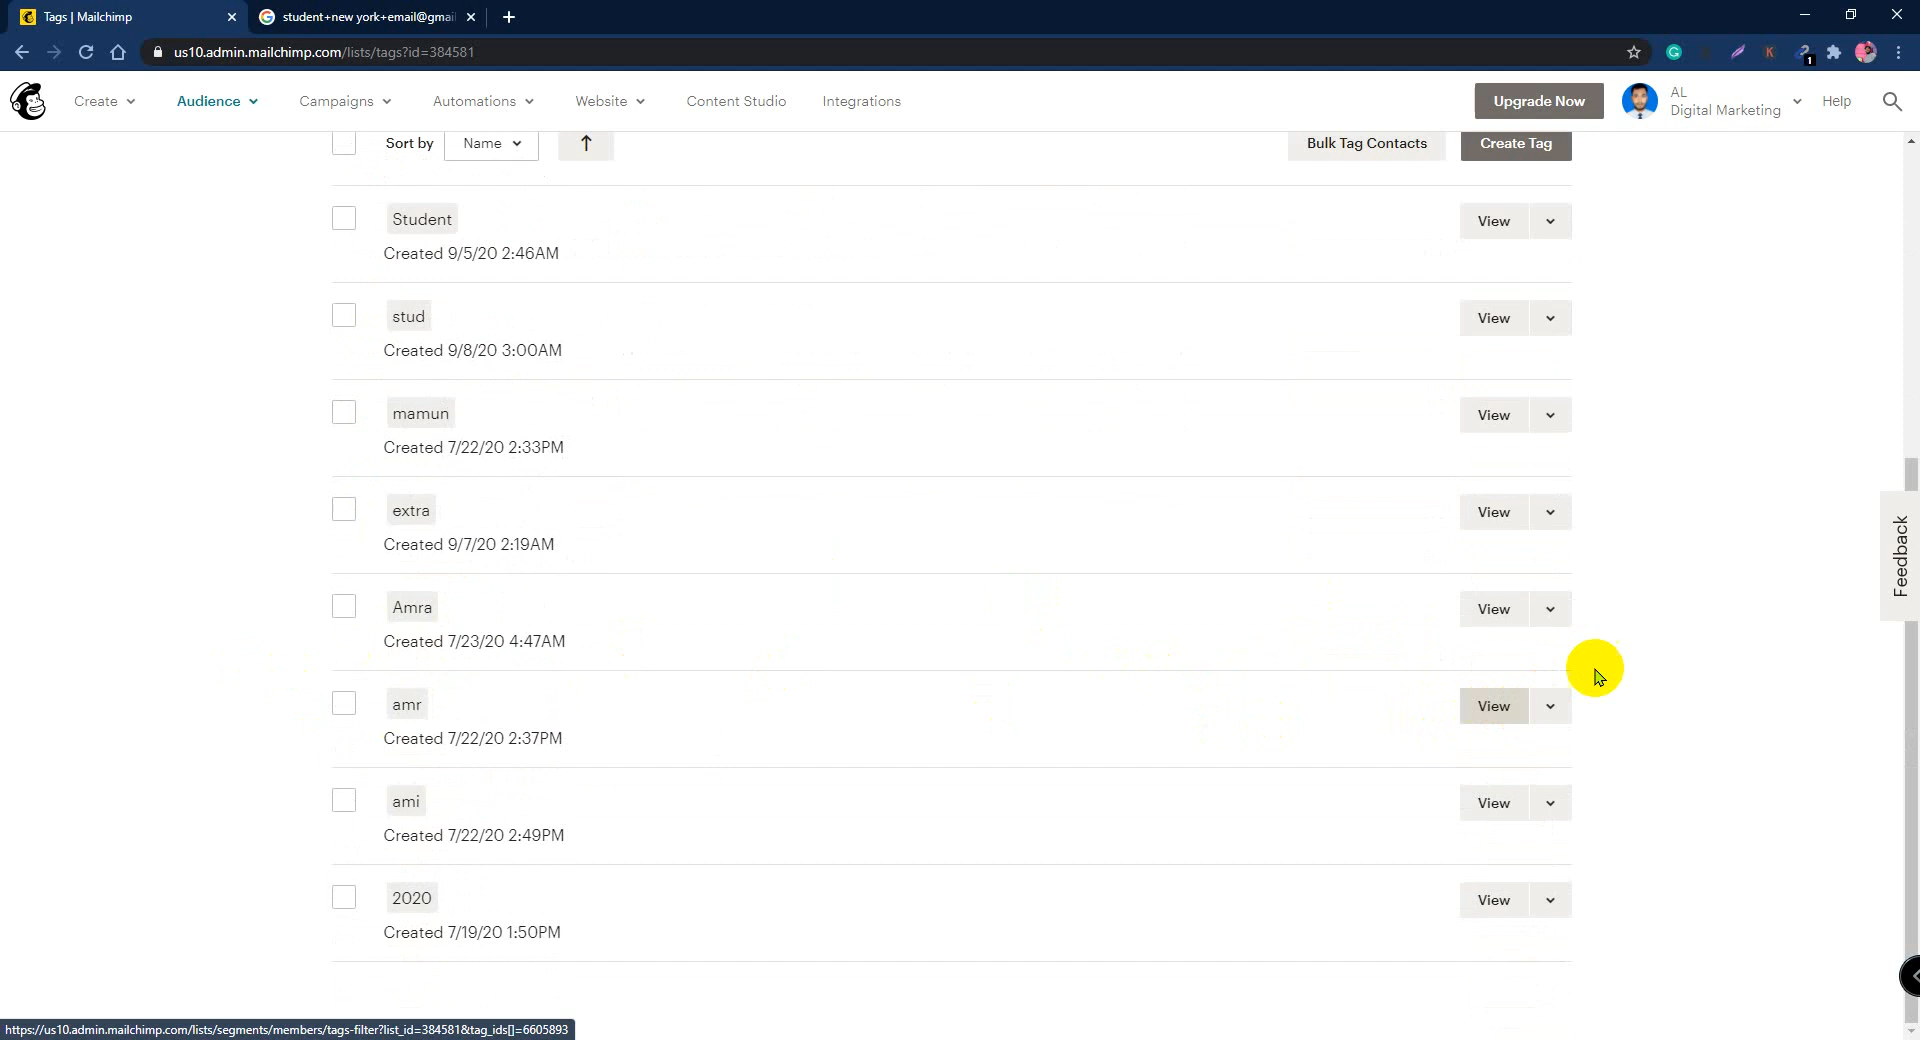 Tags | Mailchimp
student+new york+email@gmai
us10.admin.mailchimp.com/lists/tags?id=384581
1
Create
Audience
Campaigns
Automations
Website
Content Studio
Integrations
Upgrade Now
AL
Digital Marketing
Help
Sort by
Name
Bulk Tag Contacts
Create Tag
Student
View
Created 9/5/20 2:46AM
stud
View
Created 9/8/20 3:00AM
mamun
View
Created 7/22/20 2:33PM
extra
View
Created 9/7/20 2:19AM
Amra
View
Created 7/23/20 4:47AM
amr
View
Created 7/22/20 2:37PM
ami
View
Created 7/22/20 2:49PM
2020
View
Created 7/19/20 1:50PM
Feedback
https://us10.admin.mailchimp.com/lists/segments/members/tags-filter?list_id=384581&tag_ids[]=6605893